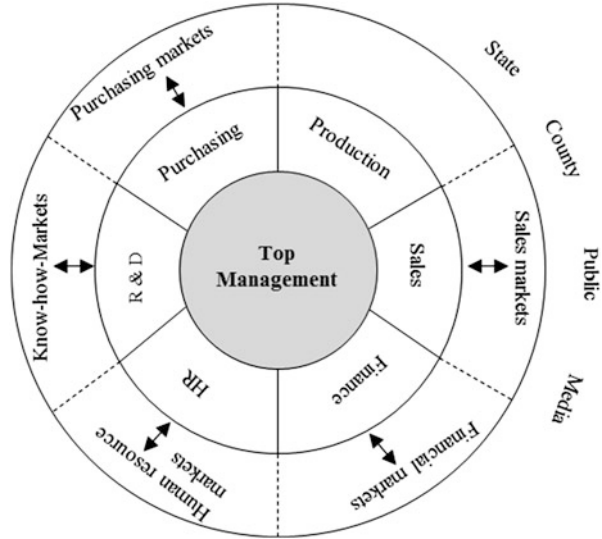 Purchasing markets
State
County
Public
Media
Purchasing
Production
Know-how-Markets
R & D
Top
Management
Sales
Sales markets
HR
Finance
Human resource
markets
Financial markets